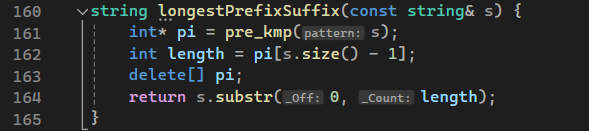 160 string longestPrefixSuffix(const string& s) {
161 int* pi = pre_kmp(pattern: s);
162 int length = pi[s.size() - 1];
163 delete[] pi;
164 return s.substr(_Off: 0, _Count: length);
165 }